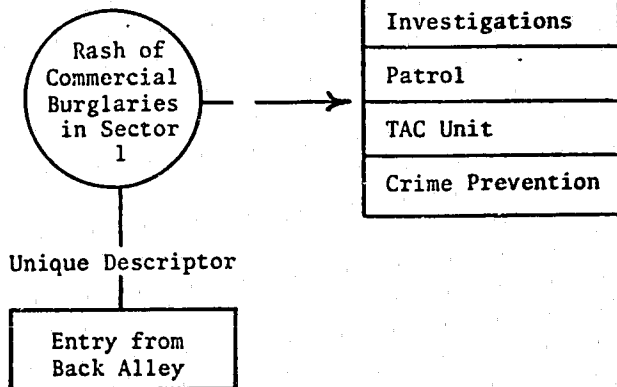 Rash of
Commercial
Burglaries
in Sector
1
Investigations
Patrol
TAC Unit
Crime Prevention
Unique Descriptor
Entry from
Back Alley